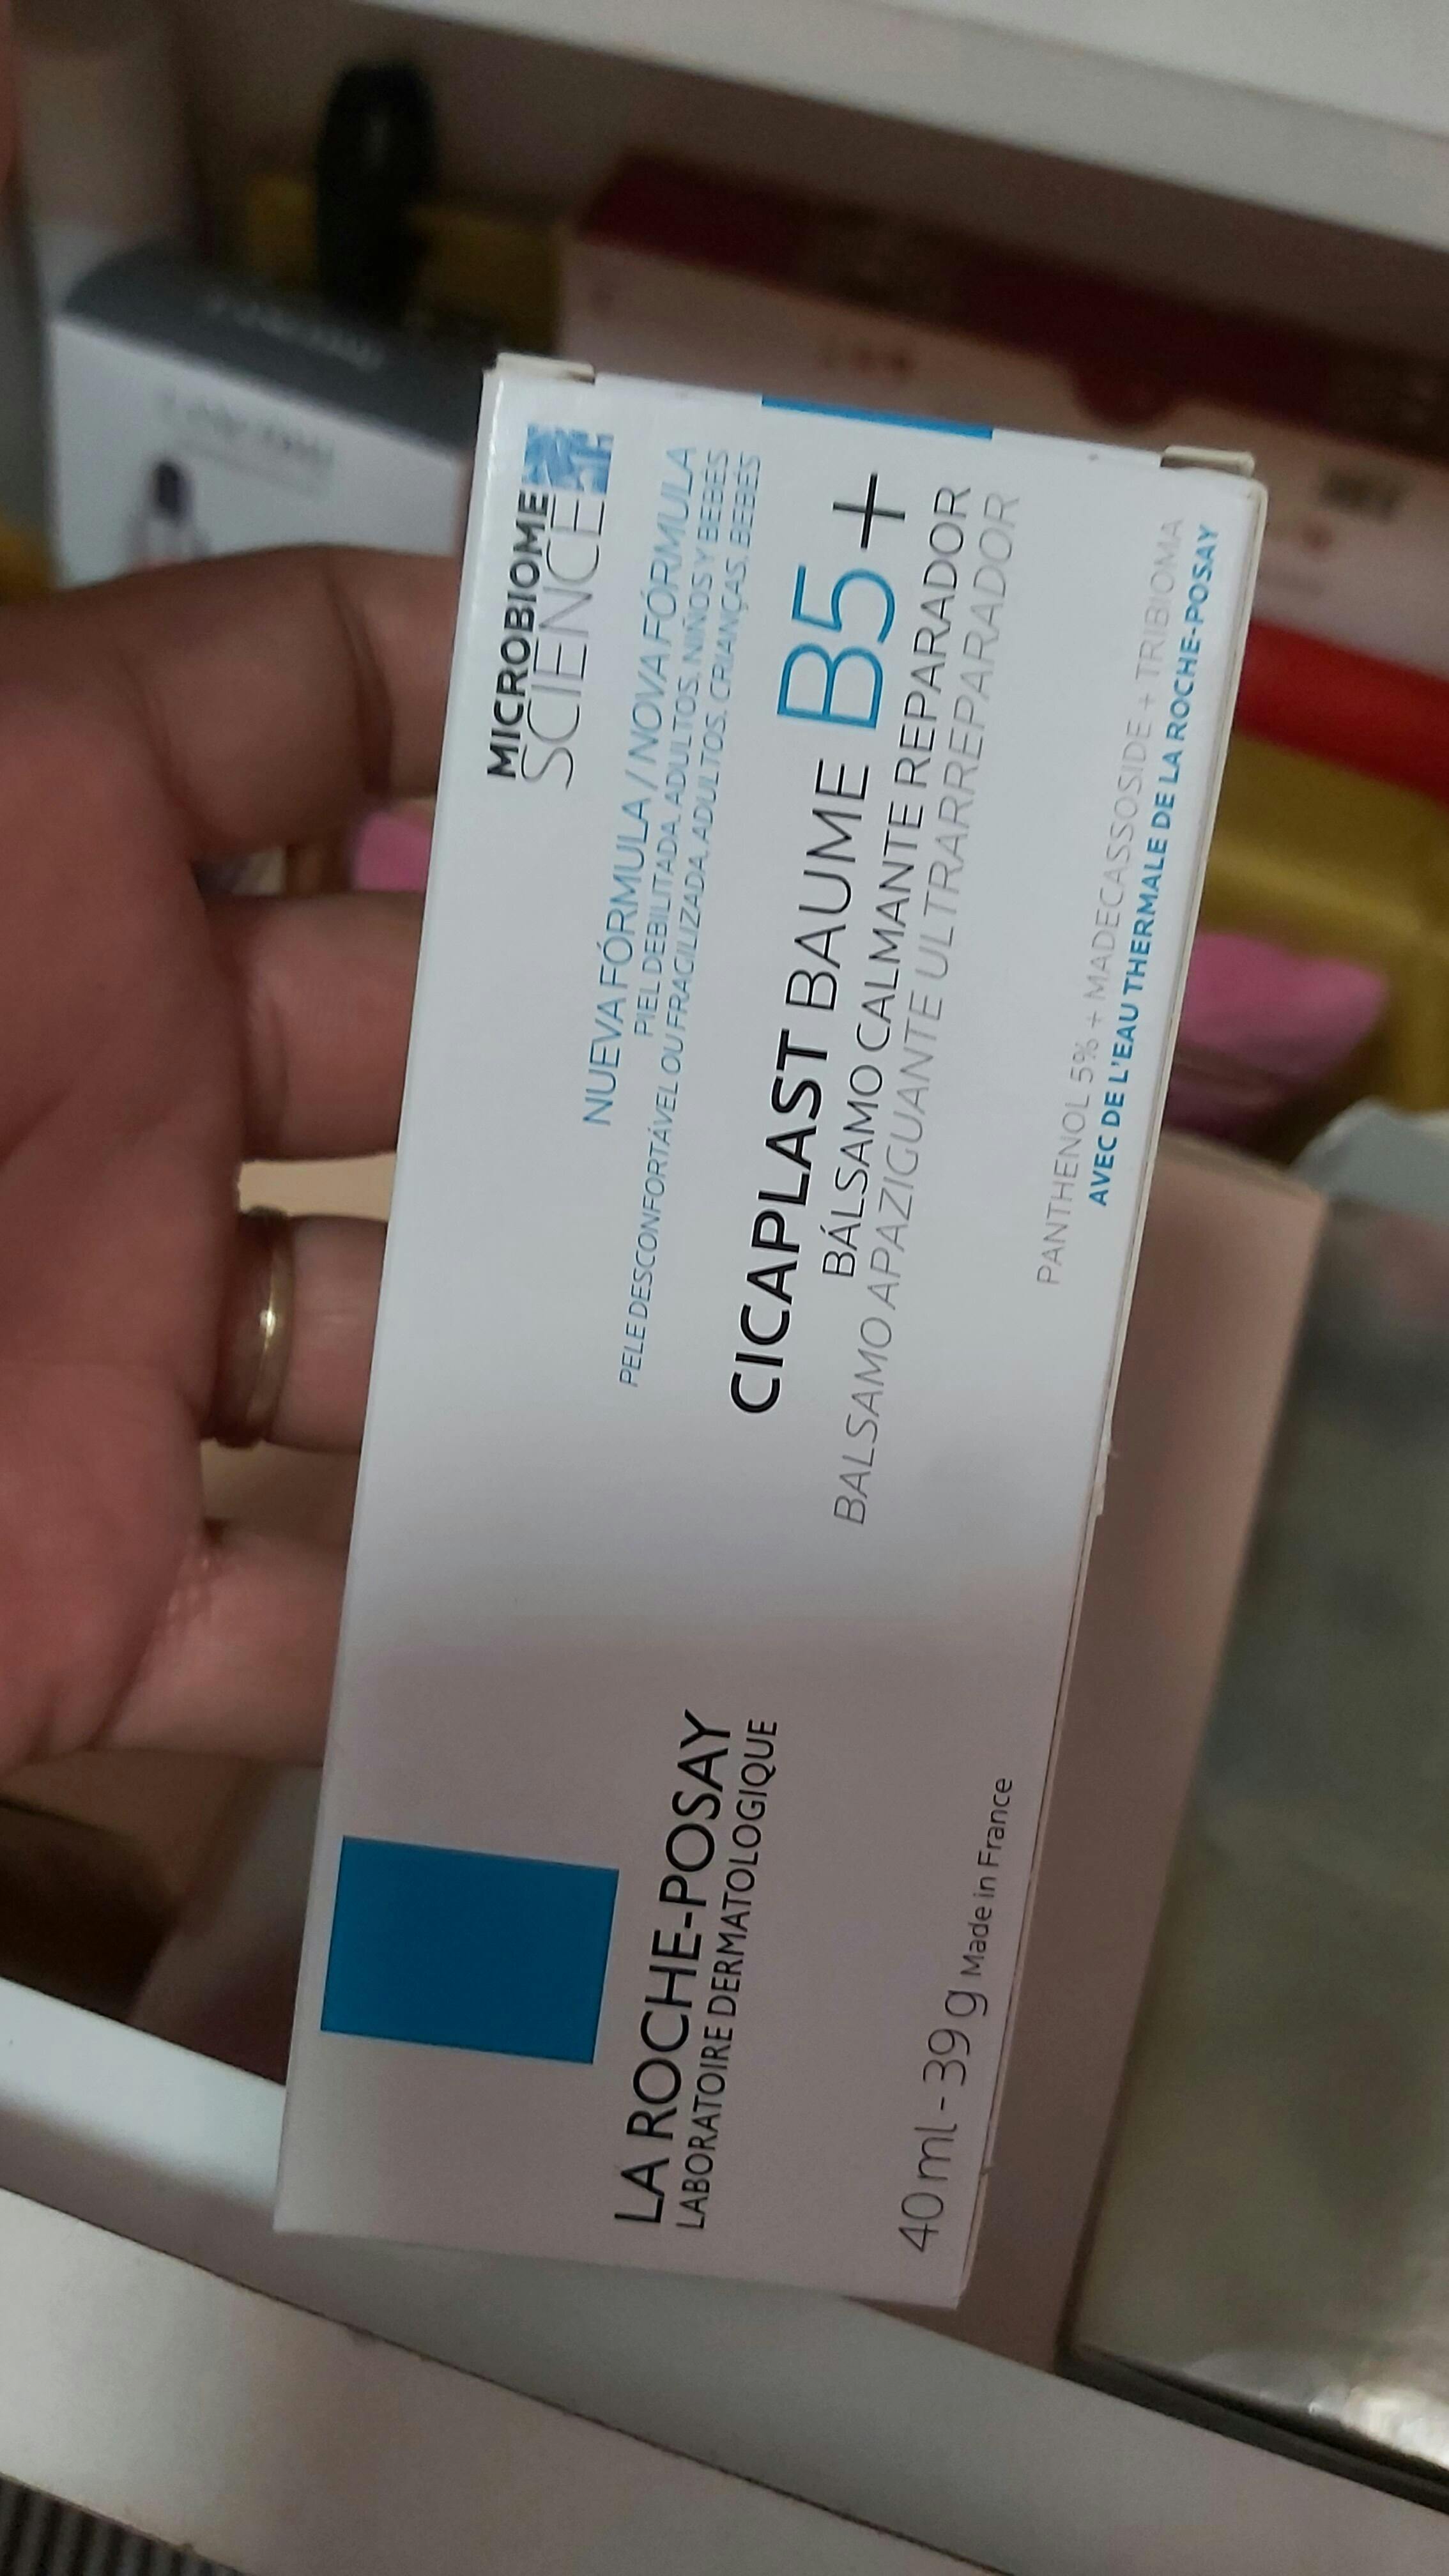 MICROBIOME
SCIENCE
NUEVA FÓRMULA / NOVA FÓRMULA
PIEL DEBILITADA. ADULTOS, NIÑOS Y BEBÉS
PELE DESCONFORTÁVEL OU FRAGILIZADA. ADULTOS, CRIANÇAS, BEBÉS
CICAPLAST BAUME B5+
BÁLSAMO CALMANTE REPARADOR
BALSAMO APAZIGUANTE ULTRARREPARADOR
PANTHENOL 5% + MADECASSOSIDE + TRIBIOMA
AVEC DE L'EAU THERMALE DE LA ROCHE-POSAY
LA ROCHE-POSAY
LABORATOIRE DERMATOLOGIQUE
40 ml - 39 g Made in France